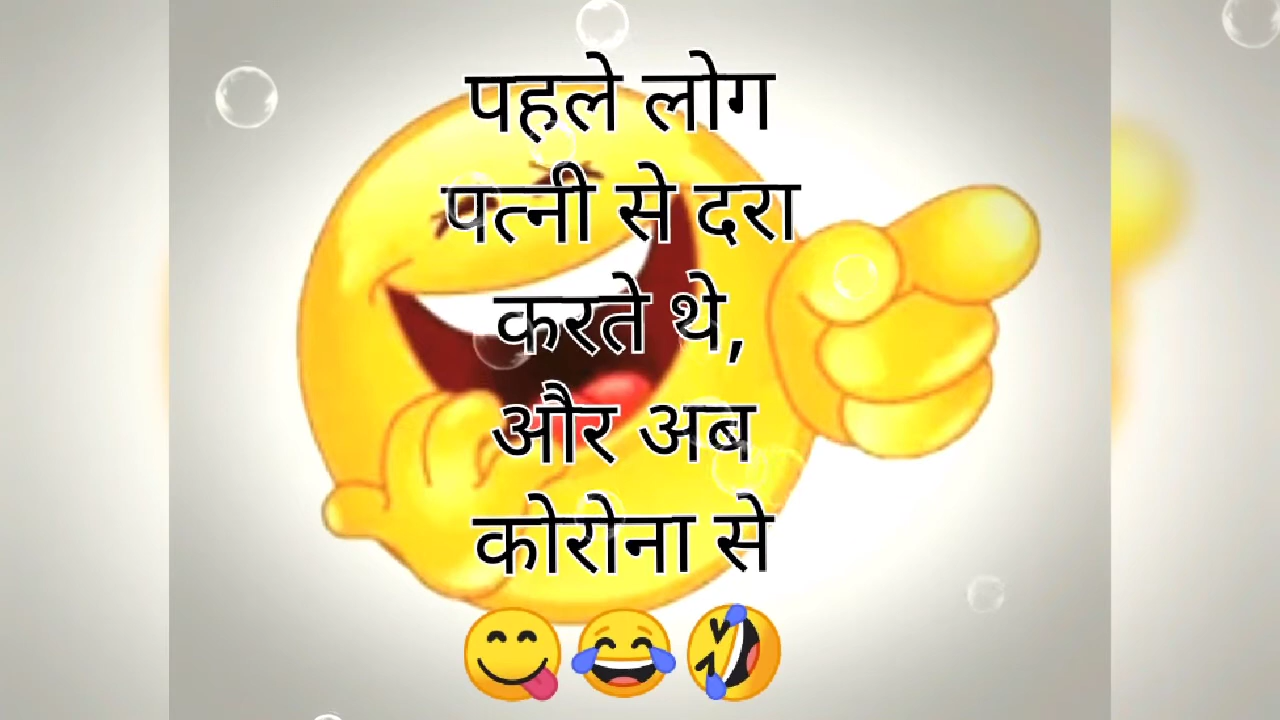 पहले लोग
पत्नी से दरा
करते थे,
और अब
कोरोना से
😋😂🤣